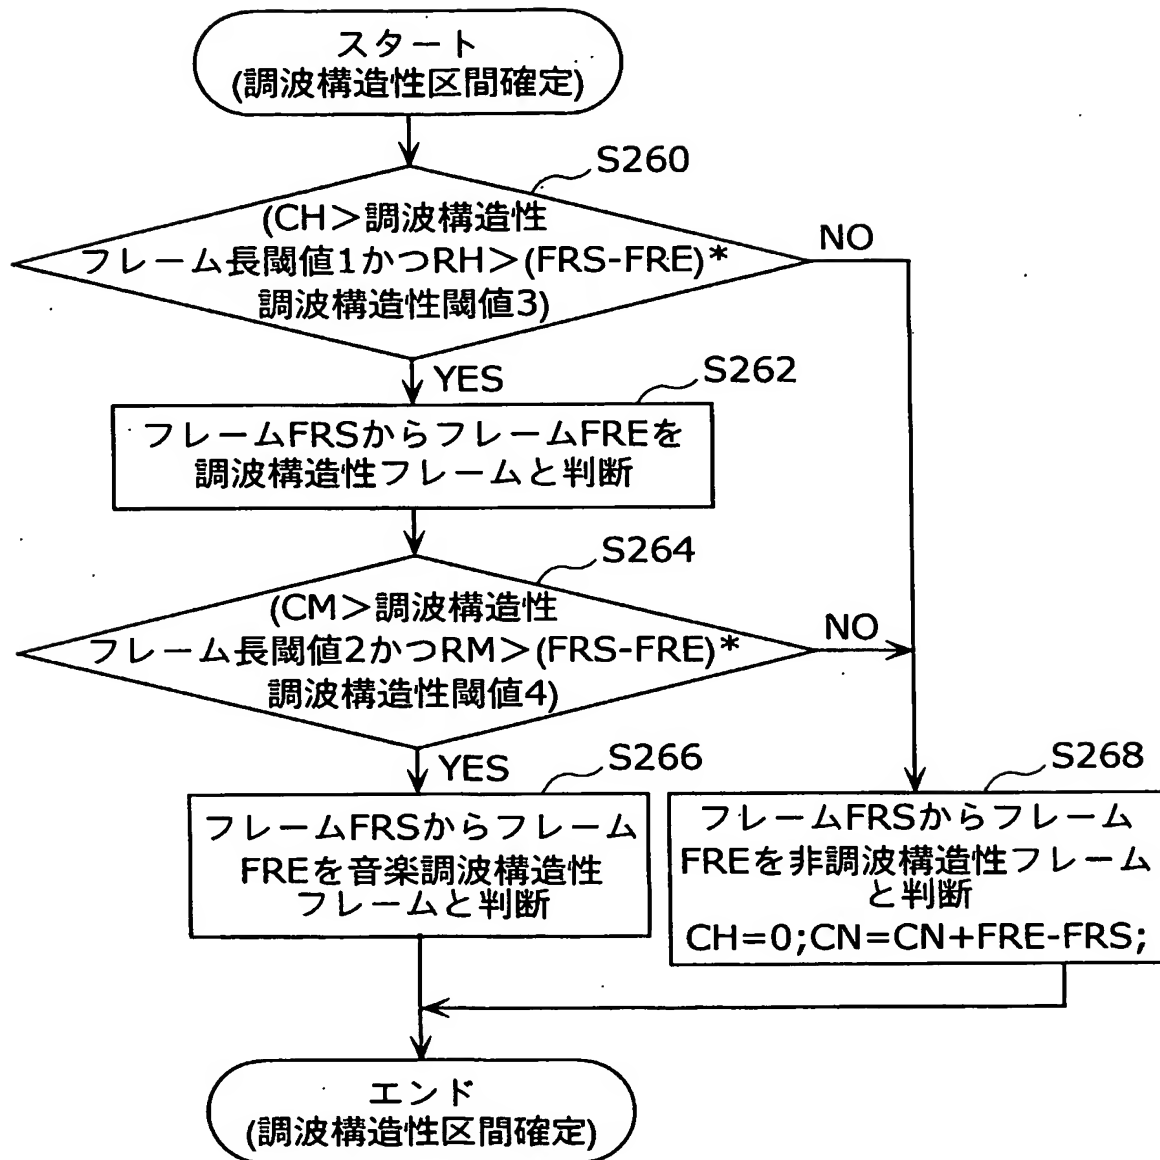 スタート
(調波構造性区間確定)
S260
(CH>調波構造性
フレーム長閾値1かつRH>(FRS-FRE)*
調波構造性閾値3)
NO
YES
S262
フレームFRSからフレームFREを
調波構造性フレームと判断
S264
(CM>調波構造性
フレーム長閾値2かつRM>(FRS-FRE)*
調波構造性閾値4)
NO
YES
S266
フレームFRSからフレーム
FREを音楽調波構造性
フレームと判断
S268
フレームFRSからフレーム
FREを非調波構造性フレーム
と判断
CH=0;CN=CN+FRE-FRS;
エンド
(調波構造性区間確定)